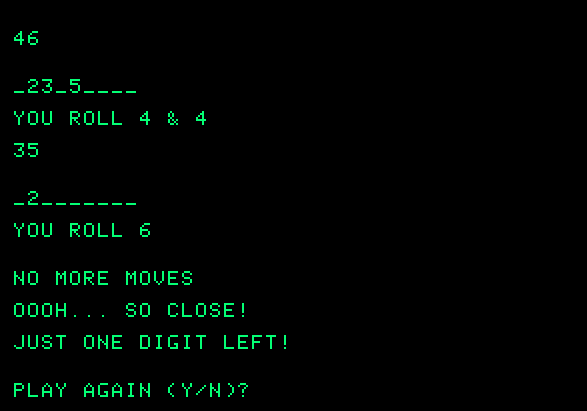 46
_23_5____
YOU ROLL 4 & 4
35
_2_______
YOU ROLL 6
NO MORE MOVES
OOOH... SO CLOSE!
JUST ONE DIGIT LEFT!
PLAY AGAIN (Y/N)?